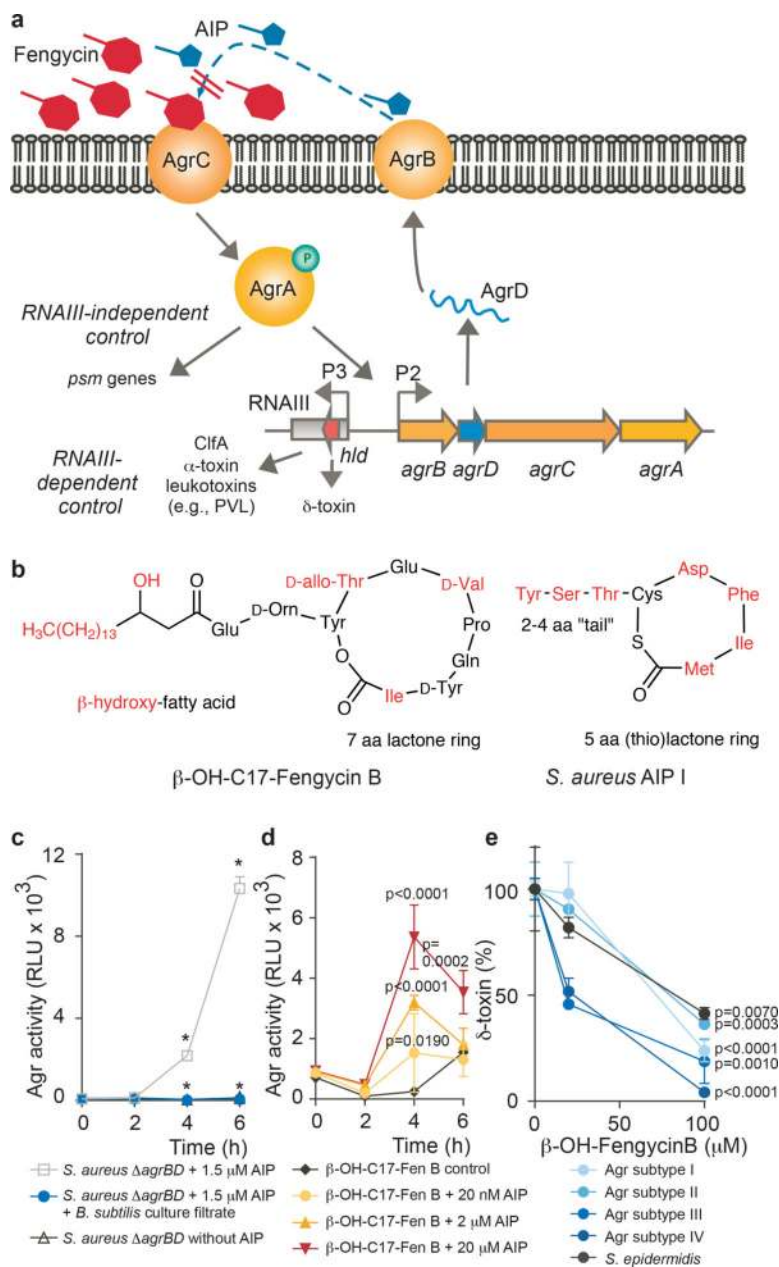 a
AIP
Fengycin
AgrC
AgrB
P
AgrA
AgrD
RNAIII-independent
control
psm genes
P3
P2
RNAIII
hld
agrB agrD agrC agrA
RNAIII-
dependent
control
ClfA
α-toxin
leukotoxins
(e.g., PVL)
δ-toxin
b
OH
O
H₃C(CH₂)₁₃
Glu
D-Orn
Tyr
D-allo-Thr
Glu
D-Val
Pro
Gln
D-Tyr
Ile
O
O
β-hydroxy-fatty acid
7 aa lactone ring
β-OH-C17-Fengycin B
Tyr-Ser-Thr-Cys
Asp
Phe
Ile
Met
S
O
2-4 aa "tail"
5 aa (thio)lactone ring
S. aureus AIP I
c
Agr activity (RLU x 10³)
12
9
6
3
0
* * * *
0 2 4 6
Time (h)
S. aureus ΔagrBD + 1.5 μM AIP
S. aureus ΔagrBD + 1.5 μM AIP
+ B. subtilis culture filtrate
S. aureus ΔagrBD without AIP
d
Agr activity (RLU x 10³)
8
6
4
2
0
p<0.0001
p=
0.0002
p<0.0001
p=0.0190
0 2 4 6
Time (h)
β-OH-C17-Fen B control
β-OH-C17-Fen B + 20 nM AIP
β-OH-C17-Fen B + 2 μM AIP
β-OH-C17-Fen B + 20 μM AIP
e
δ-toxin (%)
100
50
0
p=0.0070
p=0.0003
p<0.0001
p=0.0010
p<0.0001
0 50 100
β-OH-FengycinB (μM)
Agr subtype I
Agr subtype II
Agr subtype III
Agr subtype IV
S. epidermidis